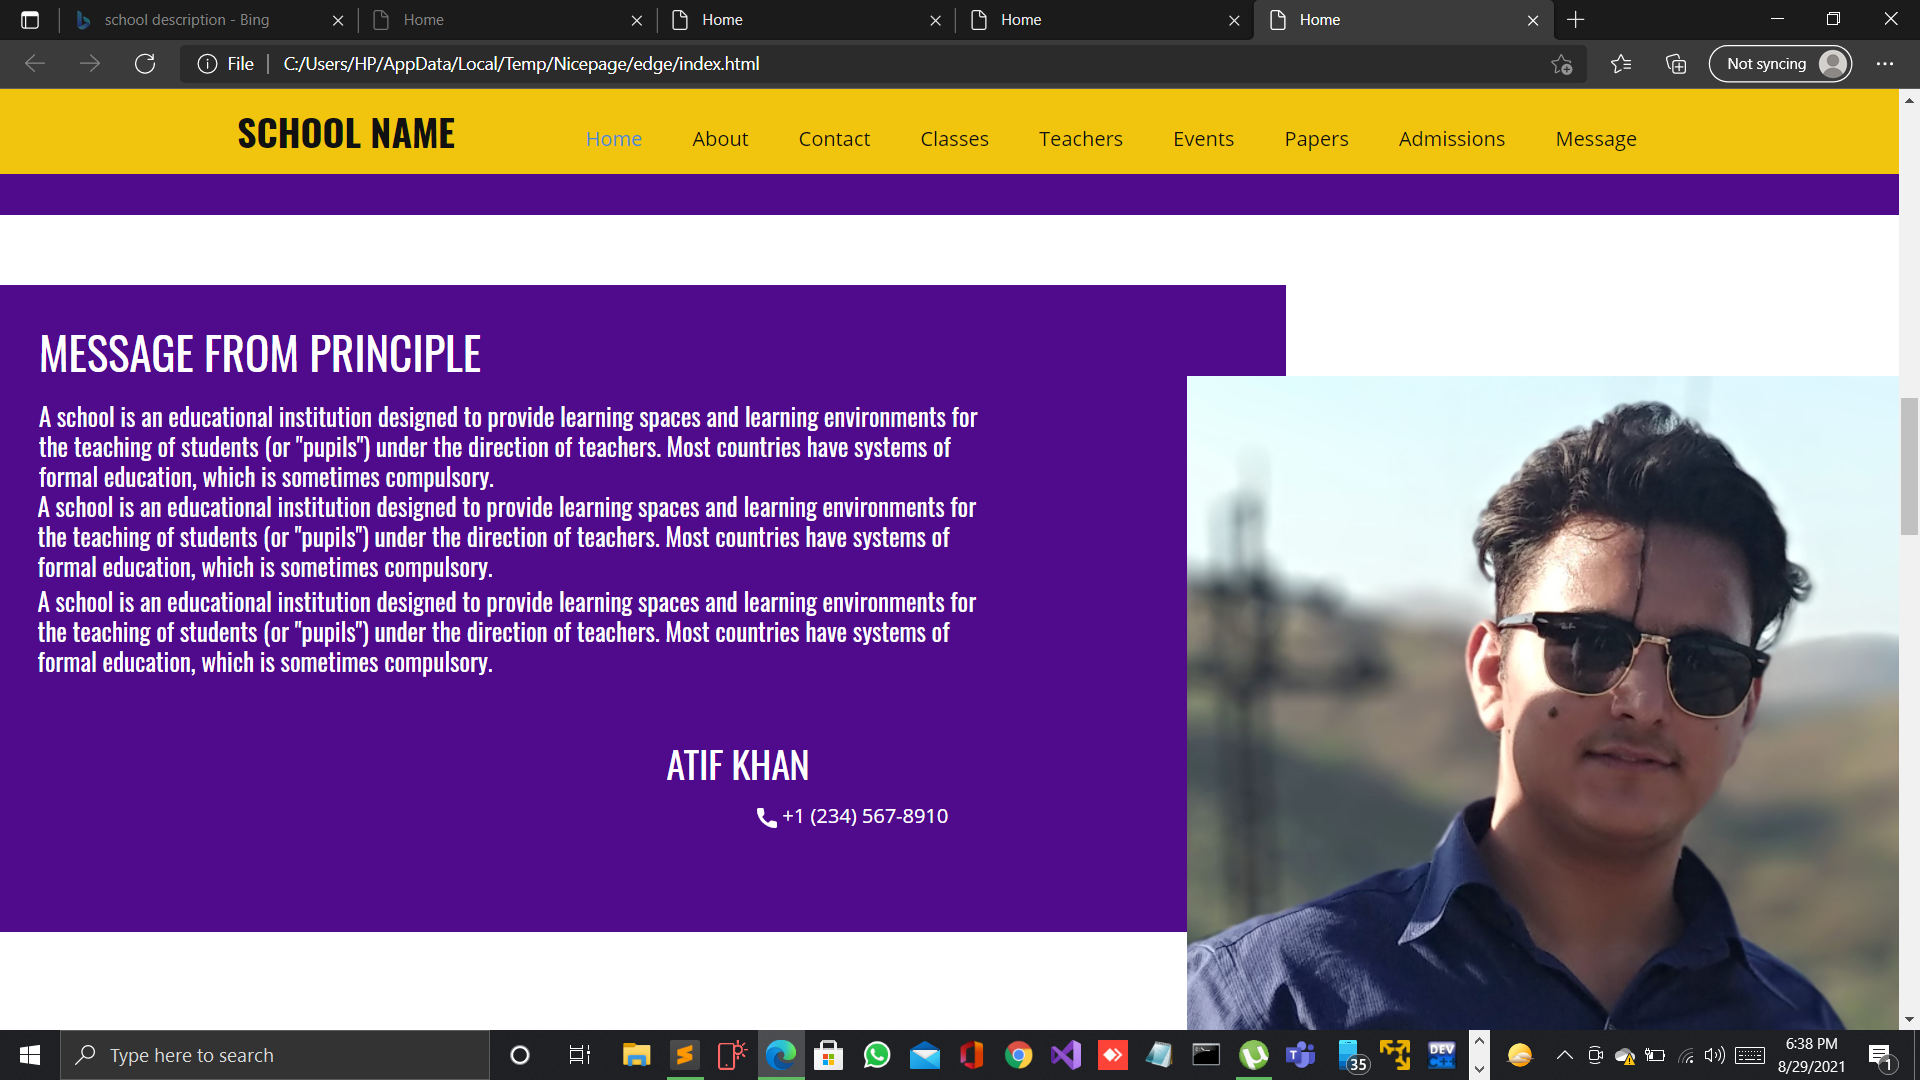 school description - Bing
Home
Home
Home
Home
File
C:/Users/HP/AppData/Local/Temp/Nicepage/edge/index.html
Not syncing
SCHOOL NAME
Home About Contact Classes Teachers Events Papers Admissions Message
MESSAGE FROM PRINCIPLE
A school is an educational institution designed to provide learning spaces and learning environments for
the teaching of students (or "pupils") under the direction of teachers. Most countries have systems of
formal education, which is sometimes compulsory.
A school is an educational institution designed to provide learning spaces and learning environments for
the teaching of students (or "pupils") under the direction of teachers. Most countries have systems of
formal education, which is sometimes compulsory.
A school is an educational institution designed to provide learning spaces and learning environments for
the teaching of students (or "pupils") under the direction of teachers. Most countries have systems of
formal education, which is sometimes compulsory.
ATIF KHAN
+1 (234) 567-8910
Type here to search
35
DEV
C++
6:38 PM
8/29/2021
1